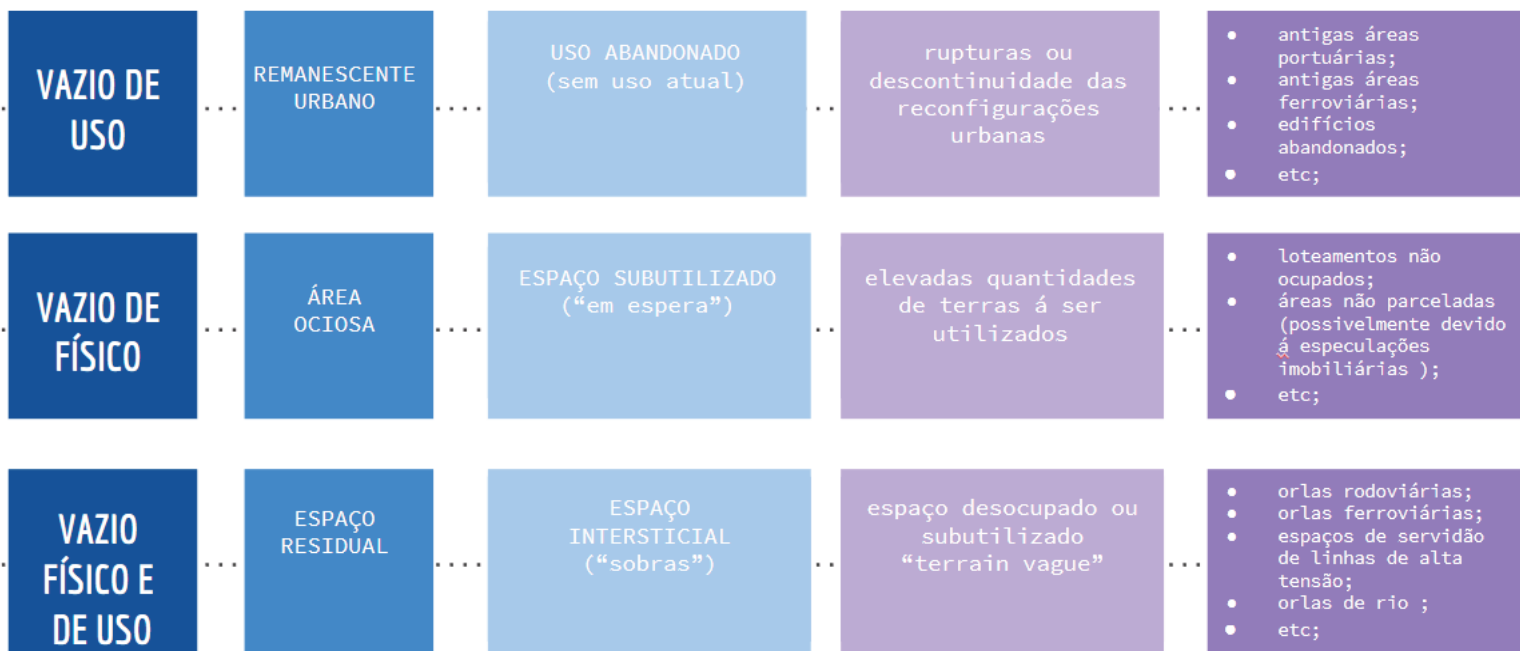 VAZIO DE
USO
REMANESCENTE
URBANO
USO ABANDONADO
(sem uso atual)
rupturas ou
descontinuidade das
reconfigurações
urbanas
● antigas áreas
portuárias;
● antigas áreas
ferroviárias;
● edifícios
abandonados;
● etc;
VAZIO DE
FÍSICO
ÁREA
OCIOSA
ESPAÇO SUBUTILIZADO
(“em espera”)
elevadas quantidades
de terras á ser
utilizados
● loteamentos não
ocupados;
● áreas não parceladas
(possivelmente devido
á especulações
imobiliárias );
● etc;
VAZIO
FÍSICO E
DE USO
ESPAÇO
RESIDUAL
ESPAÇO
INTERSTICIAL
(“sobras”)
espaço desocupado ou
subutilizado
“terrain vague”
● orlas rodoviárias;
● orlas ferroviárias;
● espaços de servidão
de linhas de alta
tensão;
● orlas de rio ;
● etc;